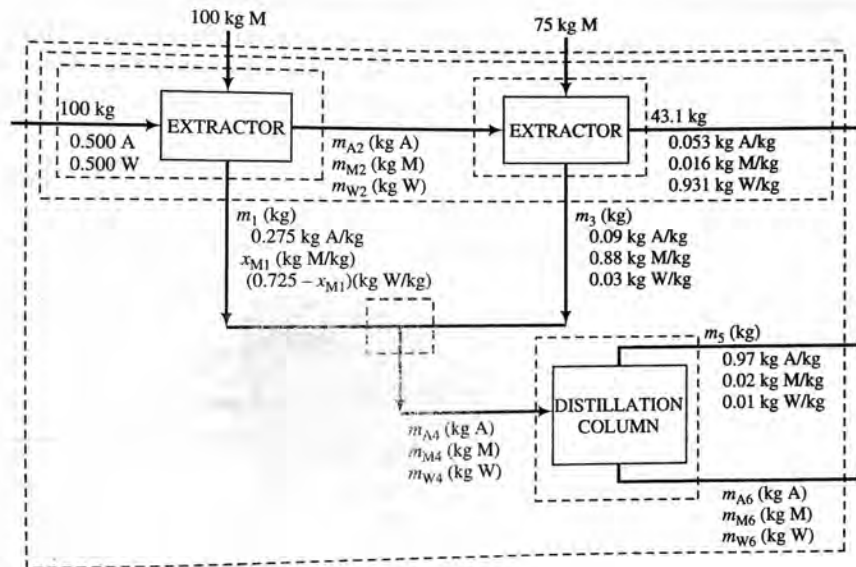 100 kg M
75 kg M
100 kg
0.500 A
0.500 W
EXTRACTOR
m_A2 (kg A)
m_M2 (kg M)
m_W2 (kg W)
EXTRACTOR
43.1 kg
0.053 kg A/kg
0.016 kg M/kg
0.931 kg W/kg
m_1 (kg)
0.275 kg A/kg
x_M1 (kg M/kg)
(0.725 – x_M1)(kg W/kg)
m_3 (kg)
0.09 kg A/kg
0.88 kg M/kg
0.03 kg W/kg
m_A4 (kg A)
m_M4 (kg M)
m_W4 (kg W)
DISTILLATION
COLUMN
m_5 (kg)
0.97 kg A/kg
0.02 kg M/kg
0.01 kg W/kg
m_A6 (kg A)
m_M6 (kg M)
m_W6 (kg W)